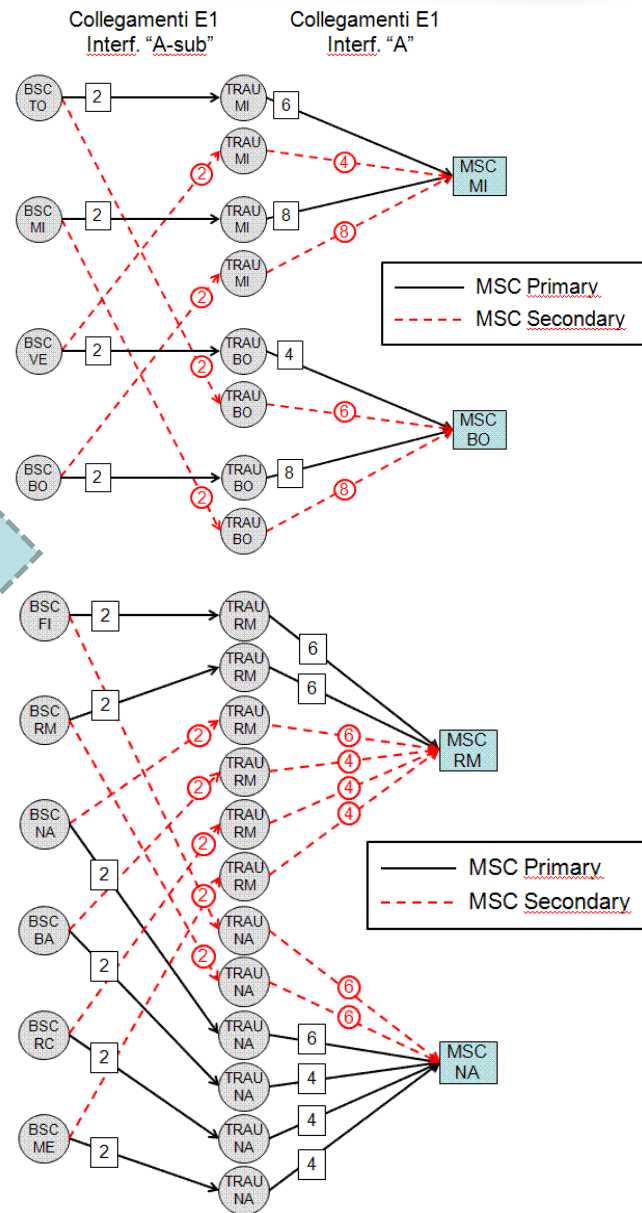 Collegamenti E1 Collegamenti E1
Interf. “A-sub” Interf. “A”
BSC TO
2
TRAU MI
6
TRAU MI
2
4
MSC MI
BSC MI
2
TRAU MI
8
8
TRAU MI
2
MSC Primary
MSC Secondary
BSC VE
2
2
TRAU BO
4
TRAU BO
6
MSC BO
BSC BO
2
2
TRAU BO
8
8
TRAU BO
BSC FI
2
TRAU RM
6
TRAU RM
6
BSC RM
2
TRAU RM
2
6
MSC RM
TRAU RM
2
4
4
4
BSC NA
2
TRAU RM
2
TRAU RM
2
MSC Primary
MSC Secondary
BSC BA
2
TRAU NA
2
TRAU NA
6
6
BSC RC
2
TRAU NA
6
MSC NA
TRAU NA
4
BSC ME
2
TRAU NA
4
TRAU NA
4